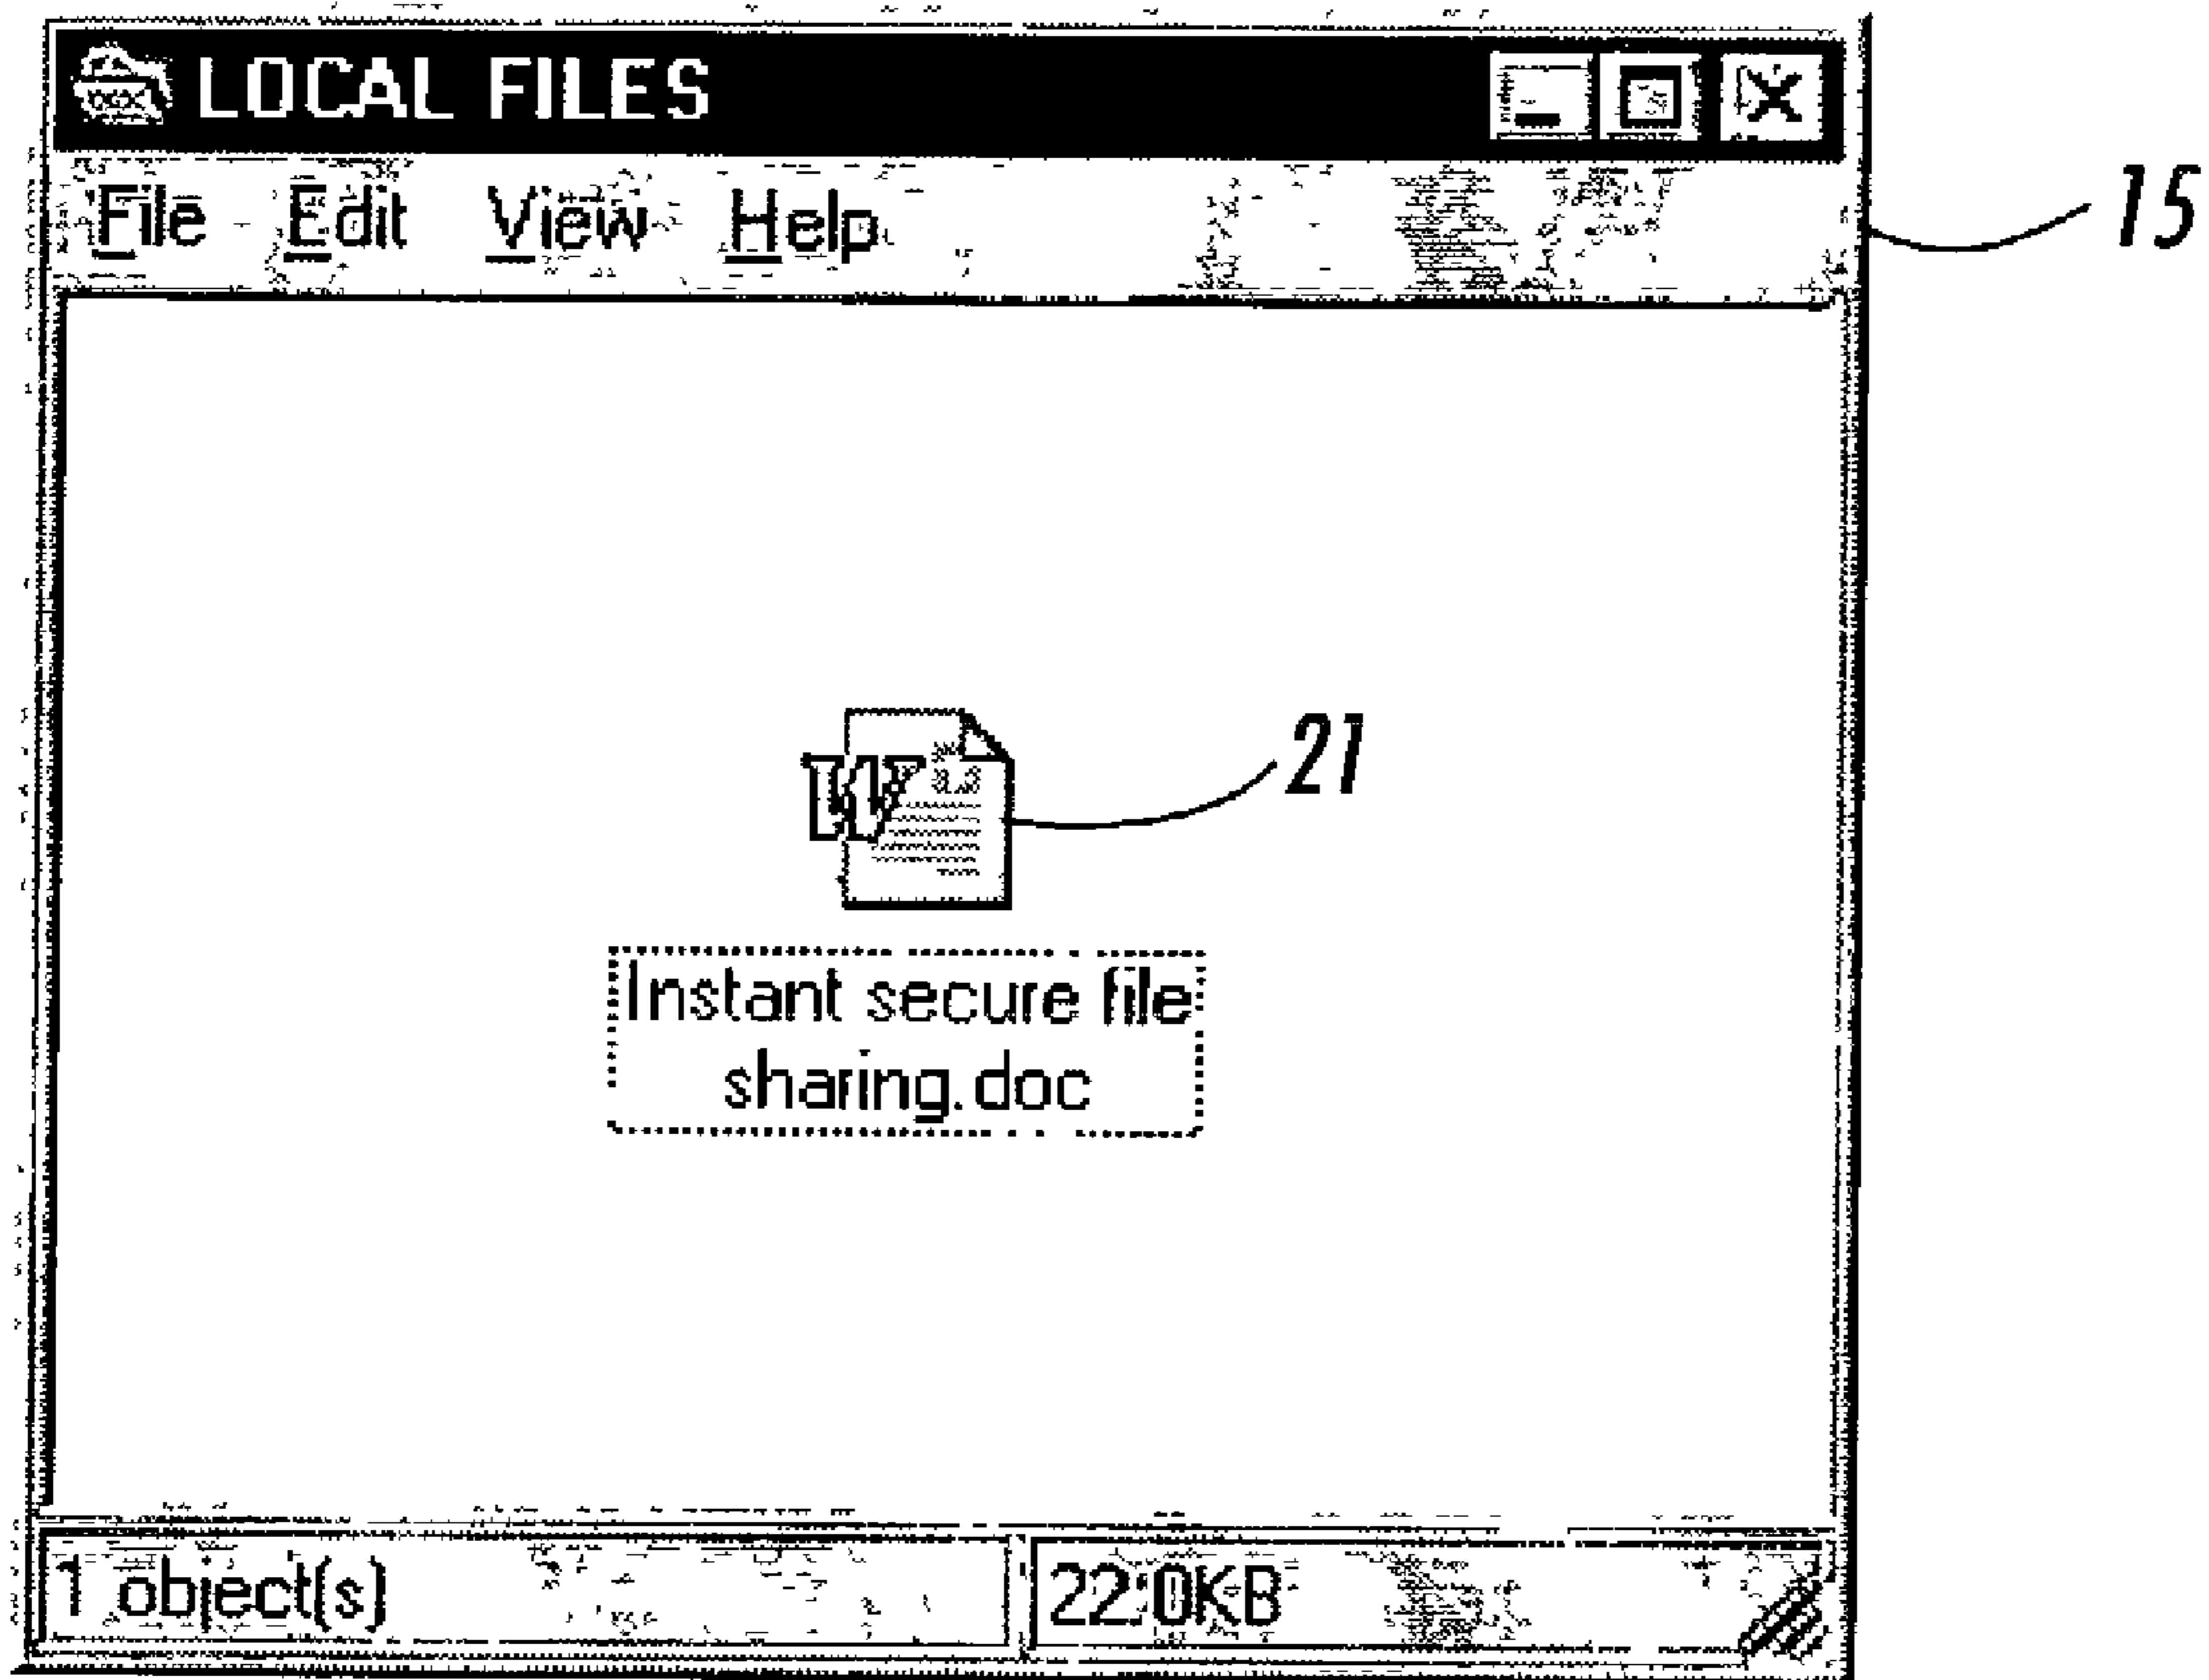 LOCAL FILES
File Edit View Help
15
21
Instant secure file
sharing.doc
1 object(s) 22.0KB